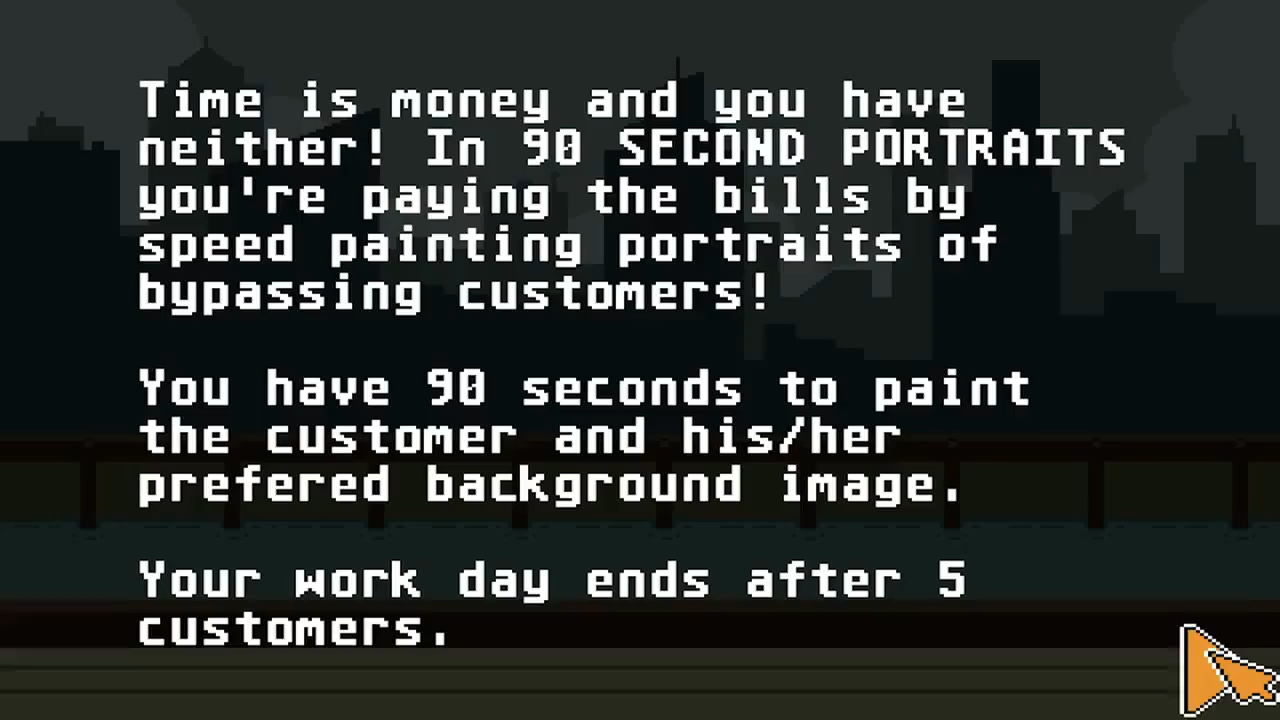 Time is money and you have
neither! In 90 SECOND PORTRAITS
you're paying the bills by
speed painting portraits of
bypassing customers!
You have 90 seconds to paint
the customer and his/her
prefered background image.
Your work day ends after 5
customers.